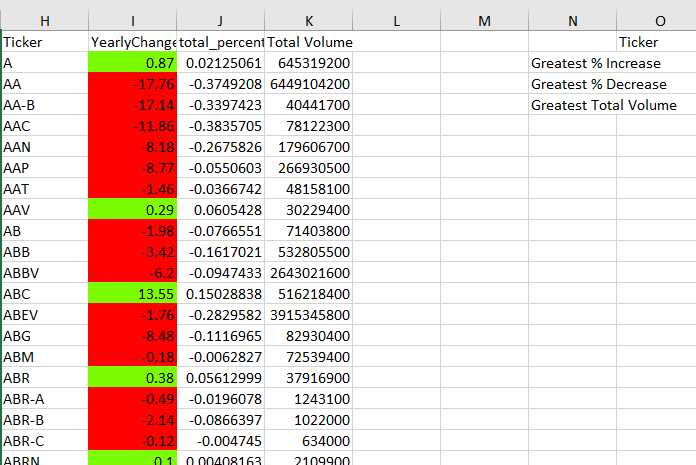 H I J K L M N O
Ticker YearlyChange total_percent Total Volume Ticker
A 0.87 0.02125061 645319200 Greatest % Increase
AA -17.76 -0.3749208 6449104200 Greatest % Decrease
AA-B -17.14 -0.3397423 40441700 Greatest Total Volume
AAC -11.86 -0.3835705 78122300
AAN -8.18 -0.2675826 179606700
AAP -8.77 -0.0550603 266930500
AAT -1.46 -0.0366742 48158100
AAV 0.29 0.0605428 30229400
AB -1.98 -0.0766551 71403800
ABB -3.42 -0.1617021 532805500
ABBV -6.2 -0.0947433 2643021600
ABC 13.55 0.15028838 516218400
ABEV -1.76 -0.2829582 3915345800
ABG -8.48 -0.1116965 82930400
ABM -0.18 -0.0062827 72539400
ABR 0.38 0.05612999 37916900
ABR-A -0.49 -0.0196078 1243100
ABR-B -2.14 -0.0866397 1022000
ABR-C -0.12 -0.004745 634000
ABRN 0.1 0.00408163 2109900